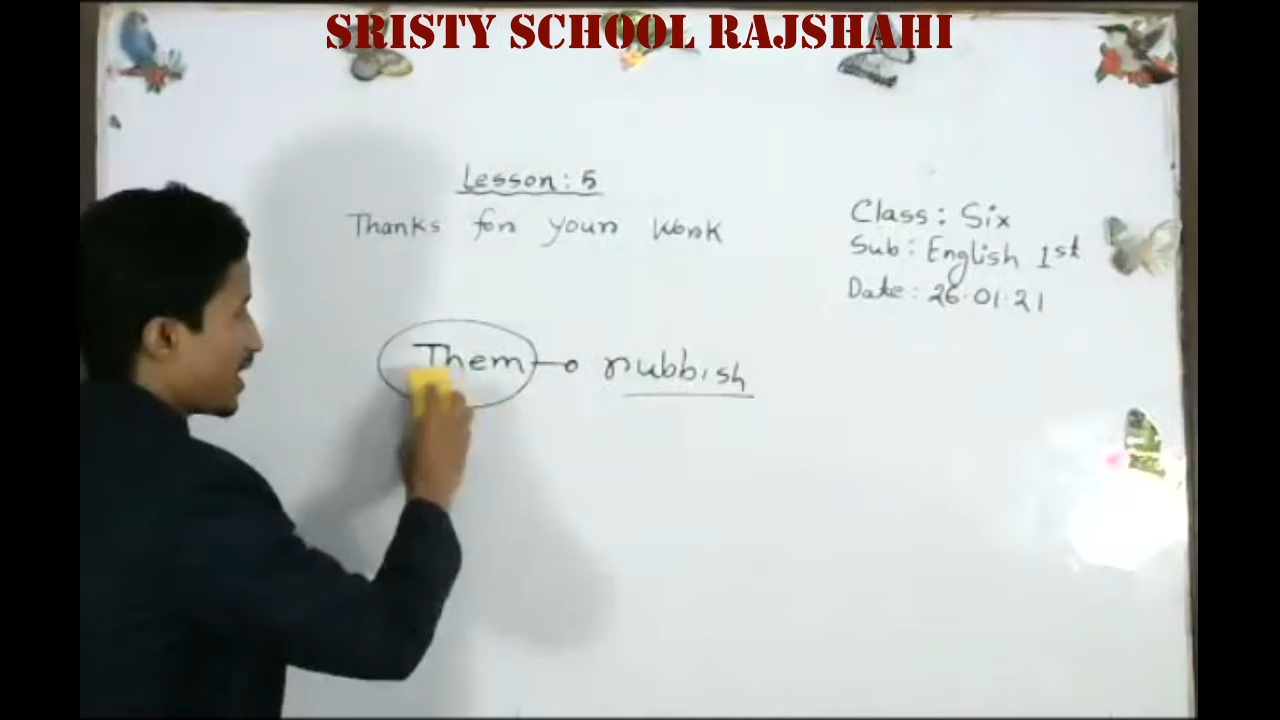 SRISTY SCHOOL RAJSHAHI
Lesson: 5
Thanks for your work
Class: Six
Sub: English 1st
Date: 26.01.21
Them rubbish